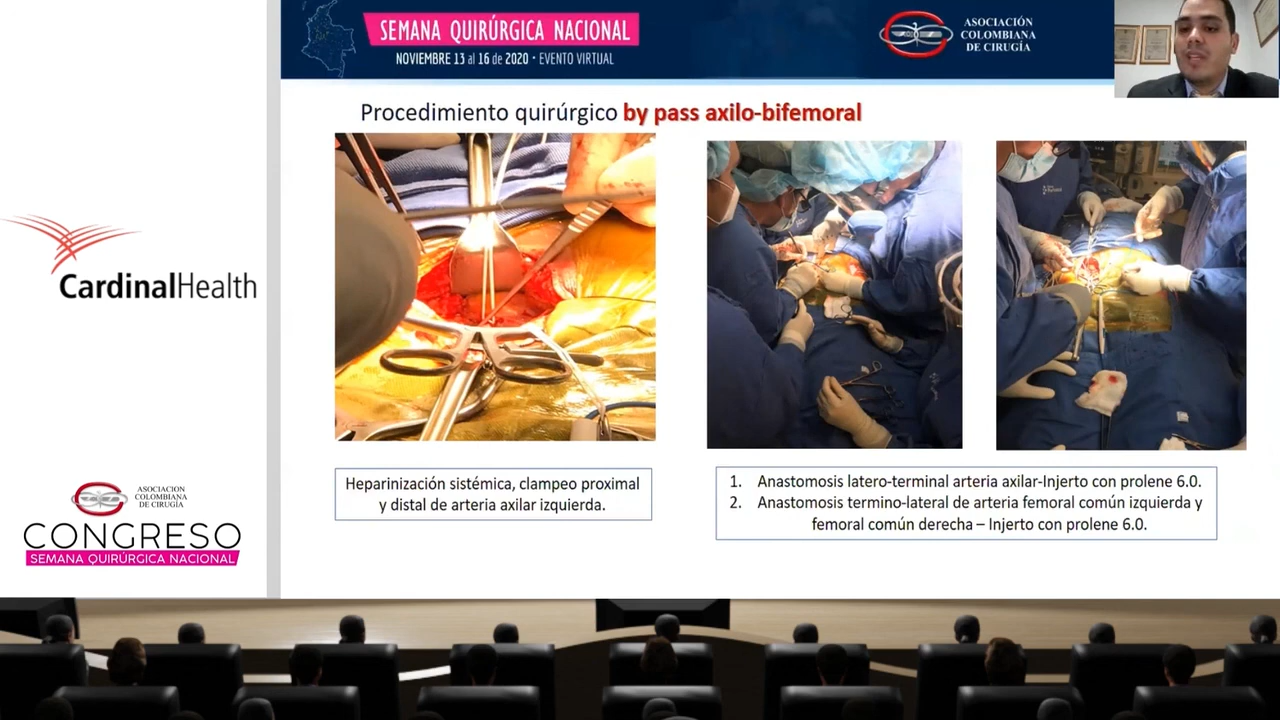 SEMANA QUIRÚRGICA NACIONAL
NOVIEMBRE 13 al 16 de 2020 • EVENTO VIRTUAL
ASOCIACIÓN
COLOMBIANA
DE CIRUGÍA
Procedimiento quirúrgico by pass axilo-bifemoral
CardinalHealth
Heparinización sistémica, clampeo proximal
y distal de arteria axilar izquierda.
1. Anastomosis latero-terminal arteria axilar-Injerto con prolene 6.0.
2. Anastomosis termino-lateral de arteria femoral común izquierda y
femoral común derecha – Injerto con prolene 6.0.
ASOCIACIÓN
COLOMBIANA
DE CIRUGÍA
CONGRESO
SEMANA QUIRÚRGICA NACIONAL